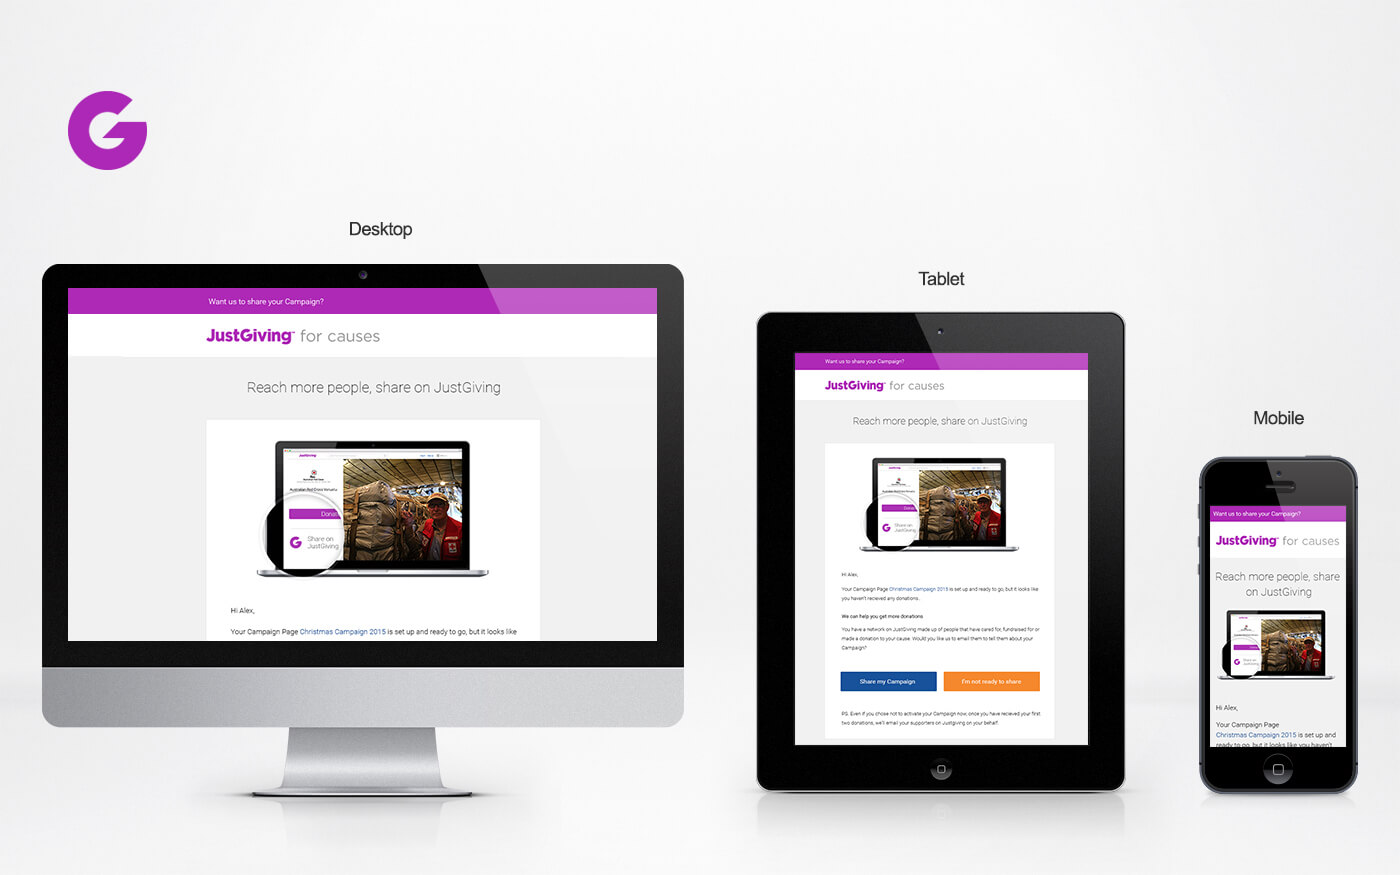 Desktop
Want us to share your Campaign?
JustGiving™ for causes
Reach more people, share on JustGiving
JustGiving
Donat
Share on
JustGiving
Hi Alex,
Your Campaign Page Christmas Campaign 2015 is set up and ready to go, but it looks like
Tablet
Want us to share your Campaign?
JustGiving™ for causes
Reach more people, share on JustGiving
Share on
JustGiving
Hi Alex,
Your Campaign Page Christmas Campaign 2015 is set up and ready to go, but it looks like
you haven't recieved any donations.
We can help you get more donations
You have a network on JustGiving made up of people that have cared for, fundraised for or
made a donation to your cause. Would you like us to email them to tell them about your
Campaign?
Share my Campaign
I'm not ready to share
PS. Even if you chose not to activate your Campaign now, once you have recieved your first
two donations, we'll email your supporters on Justgiving on your behalf.
Mobile
Want us to share your Campaign?
JustGiving™ for causes
Reach more people, share
on JustGiving
Share on
JustGiving
Hi Alex,
Your Campaign Page
Christmas Campaign 2015 is set up and
ready to go, but it looks like you haven't